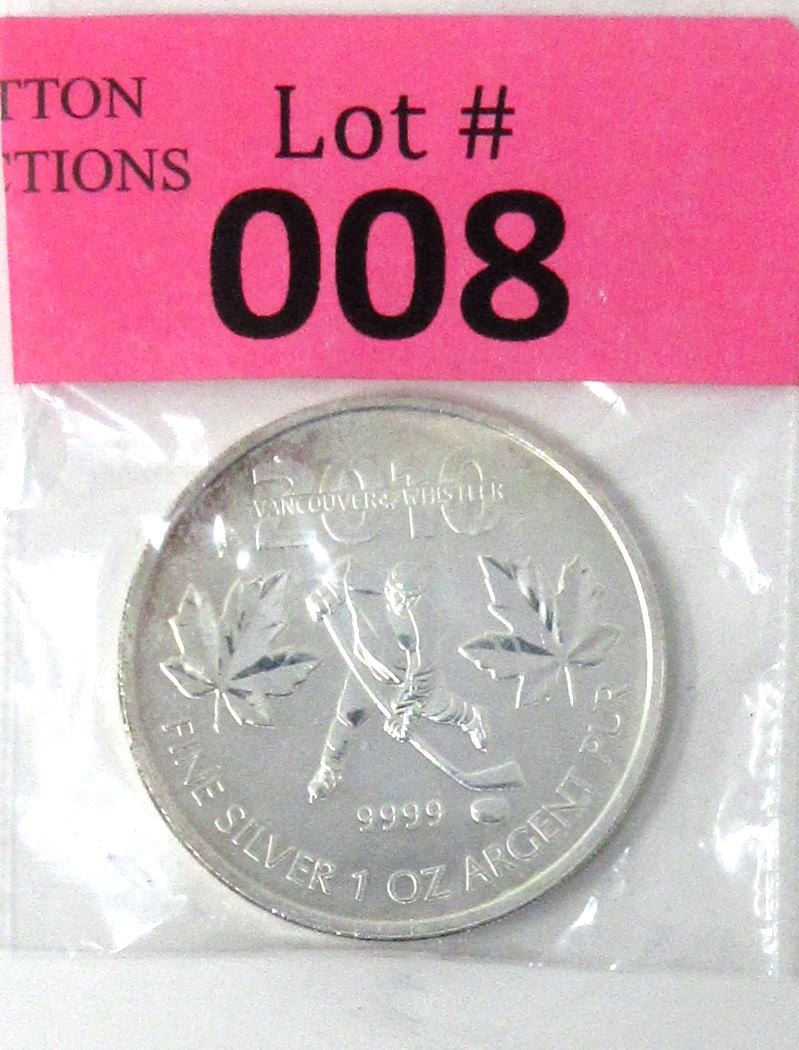 TTON
CTIONS
Lot #
008
2010
VANCOUVER & WHISTLER
9999
FINE SILVER 1 OZ ARGENT PUR